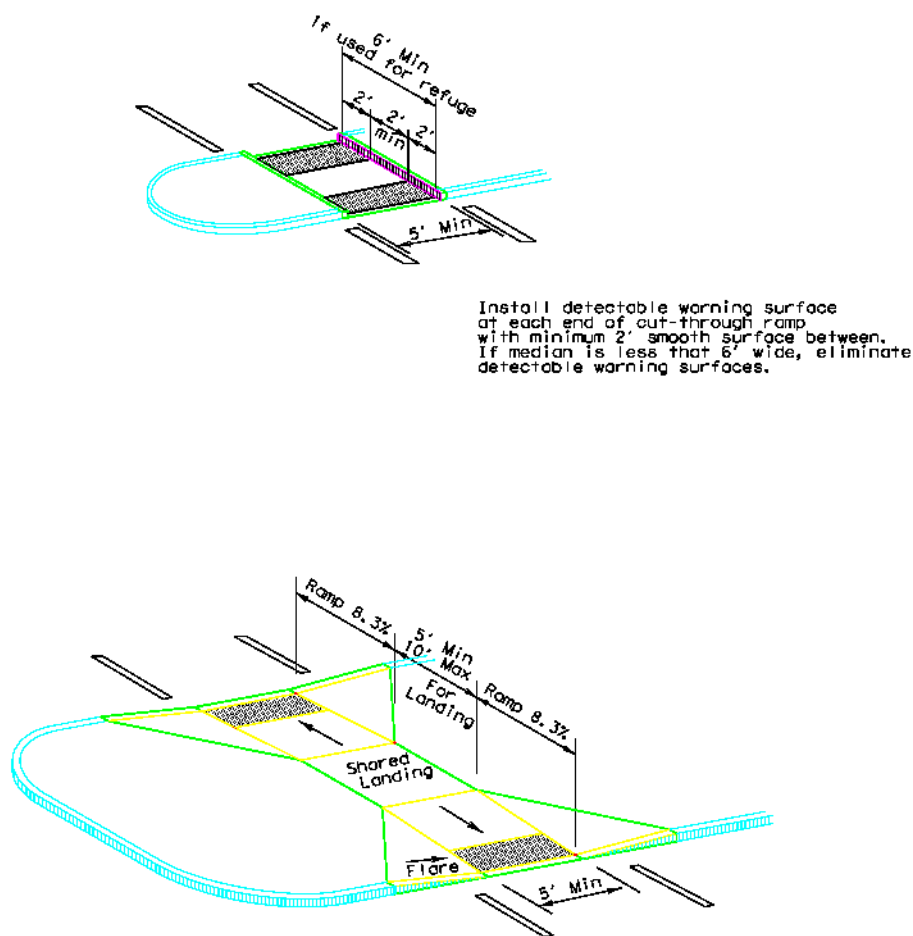 6' Min
If used for refuge
2'
2'
2'
min
5' Min
Install detectable warning surface
at each end of cut-through ramp
with minimum 2' smooth surface between.
If median is less that 6' wide, eliminate
detectable warning surfaces.
Ramp 8.3%
5' Min
10' Max
For
Landing
Ramp 8.3%
Shared
Landing
Flare
5' Min